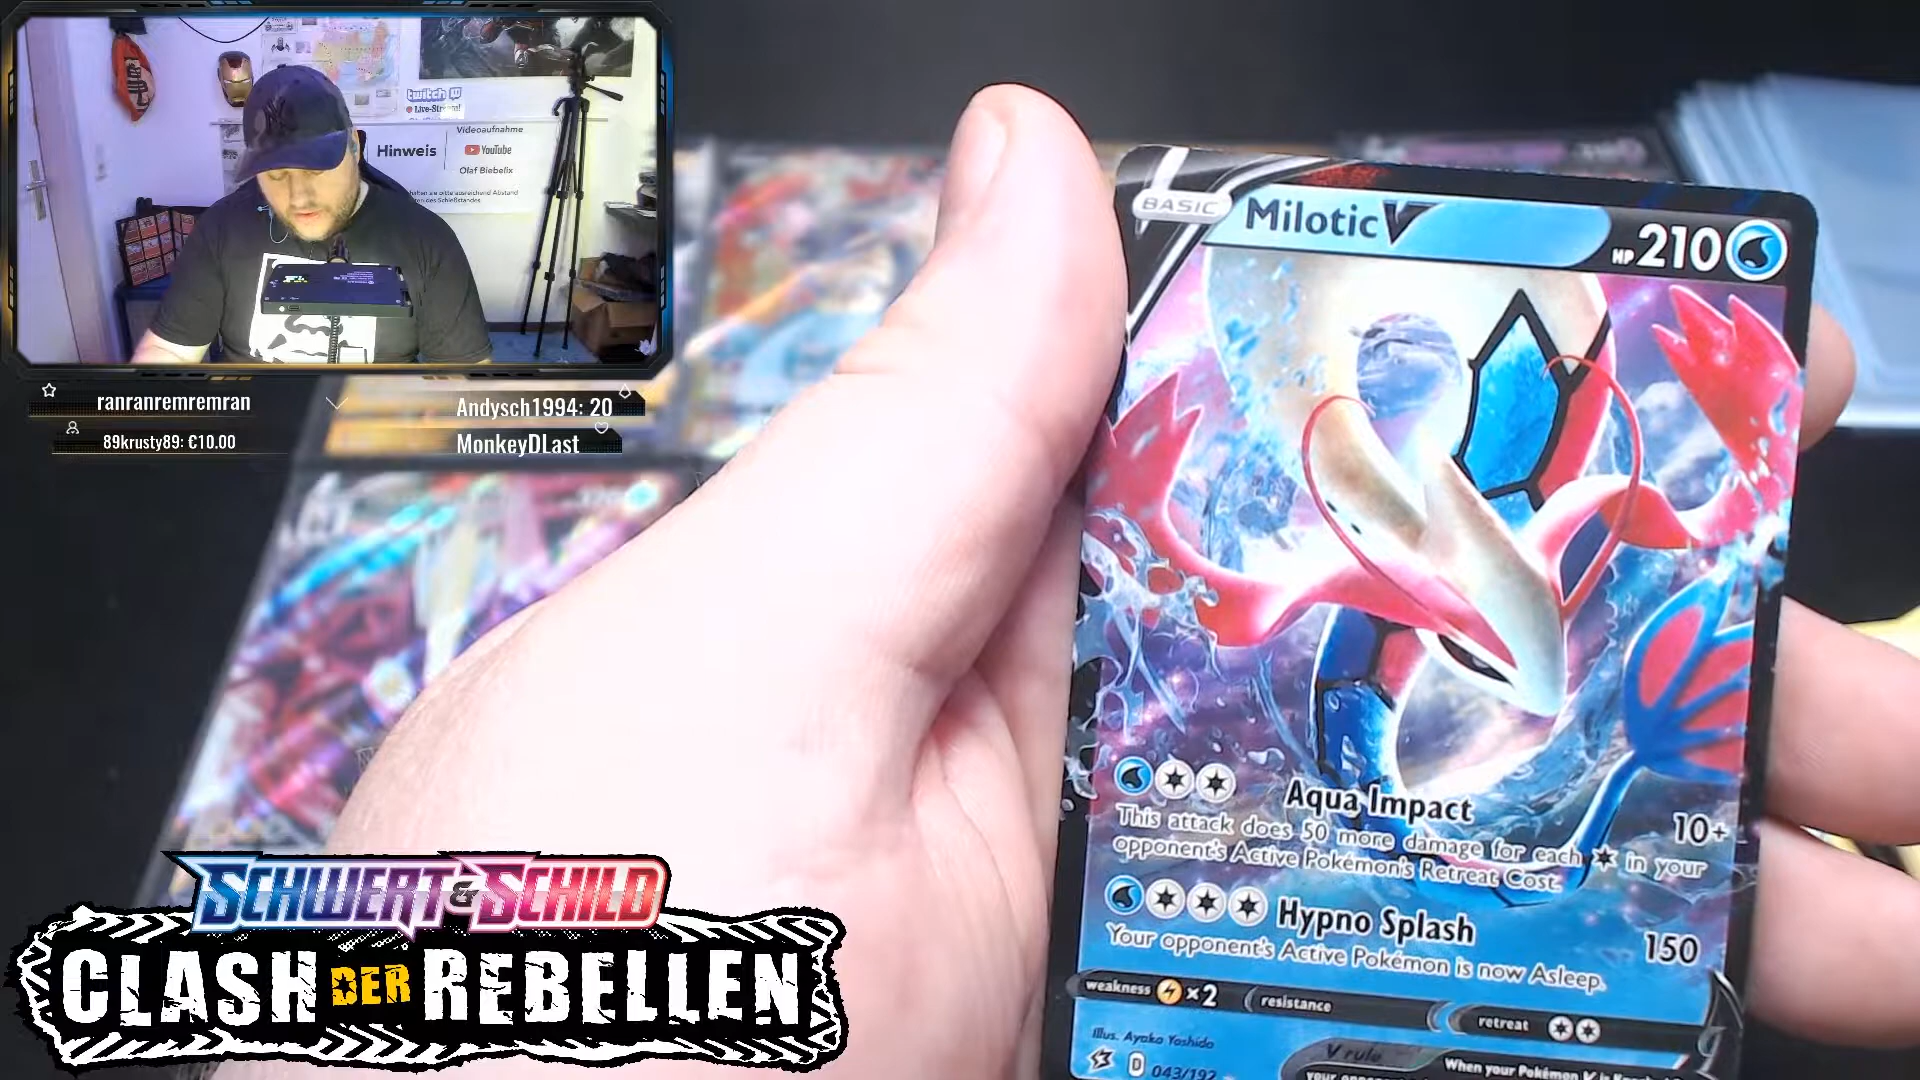 twitch
Live-Stream!
Hinweis
Videoaufnahme
YouTube
Olaf Biebelix
ranranremremran
Andysch1994: 20
89krusty89: €10.00
MonkeyDLast
BASIC
Milotic V
HP 210
Aqua Impact
10+
This attack does 50 more damage for each in your
opponent's Active Pokémon's Retreat Cost.
Hypno Splash
150
Your opponent's Active Pokémon is now Asleep.
weakness ×2
resistance
retreat
Illus. Ayaka Yoshida
D 043/192
V rule
When your Pokémon V is
SCHWERT & SCHILD
CLASH DER REBELLEN